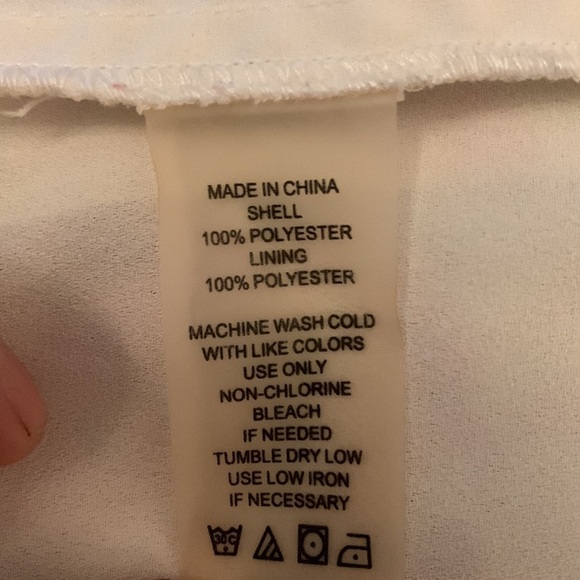 MADE IN CHINA
SHELL
100% POLYESTER
LINING
100% POLYESTER
MACHINE WASH COLD
WITH LIKE COLORS
USE ONLY
NON-CHLORINE
BLEACH
IF NEEDED
TUMBLE DRY LOW
USE LOW IRON
IF NECESSARY
30C